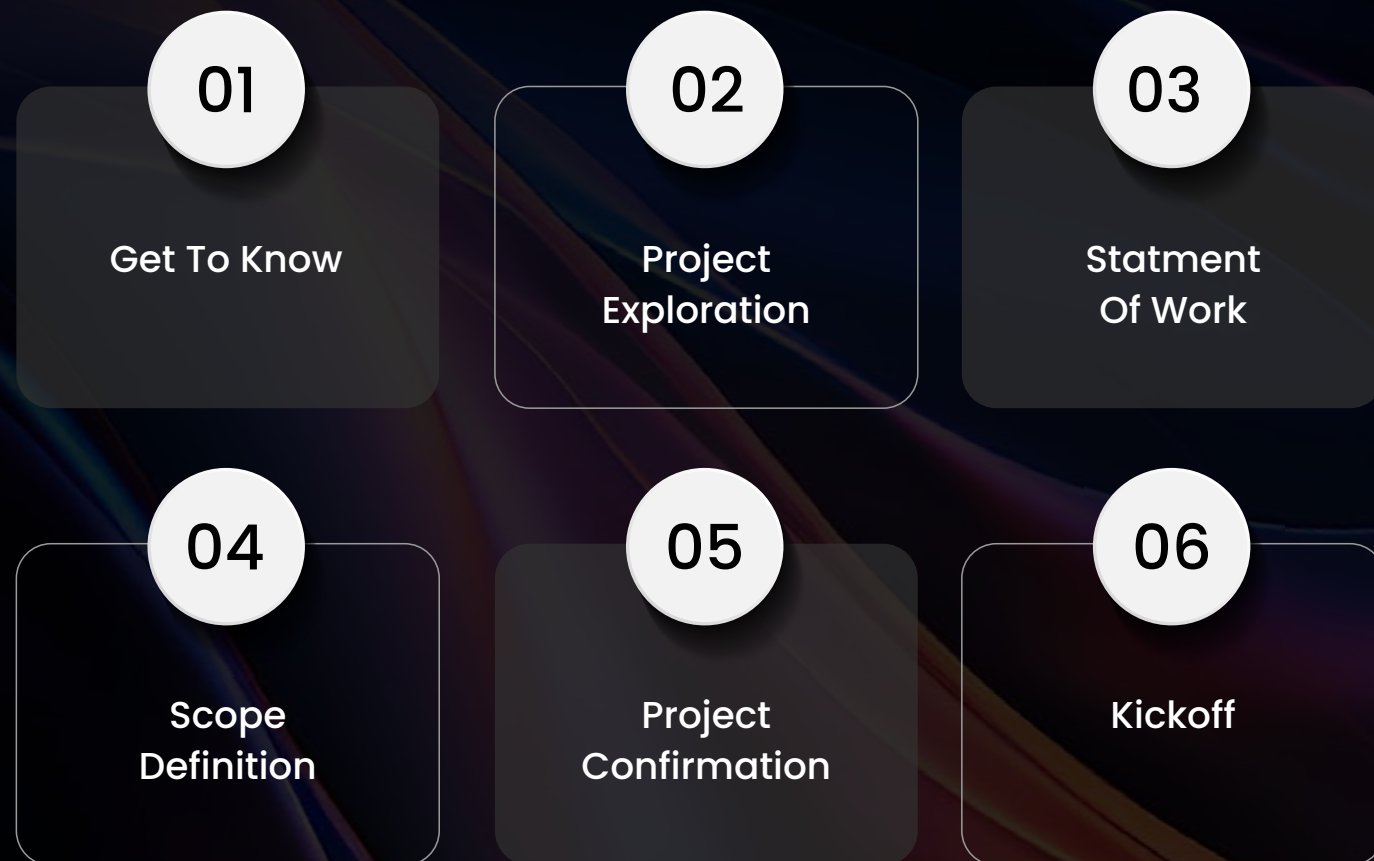 01
Get To Know
02
Project
Exploration
03
Statment
Of Work
04
Scope
Definition
05
Project
Confirmation
06
Kickoff